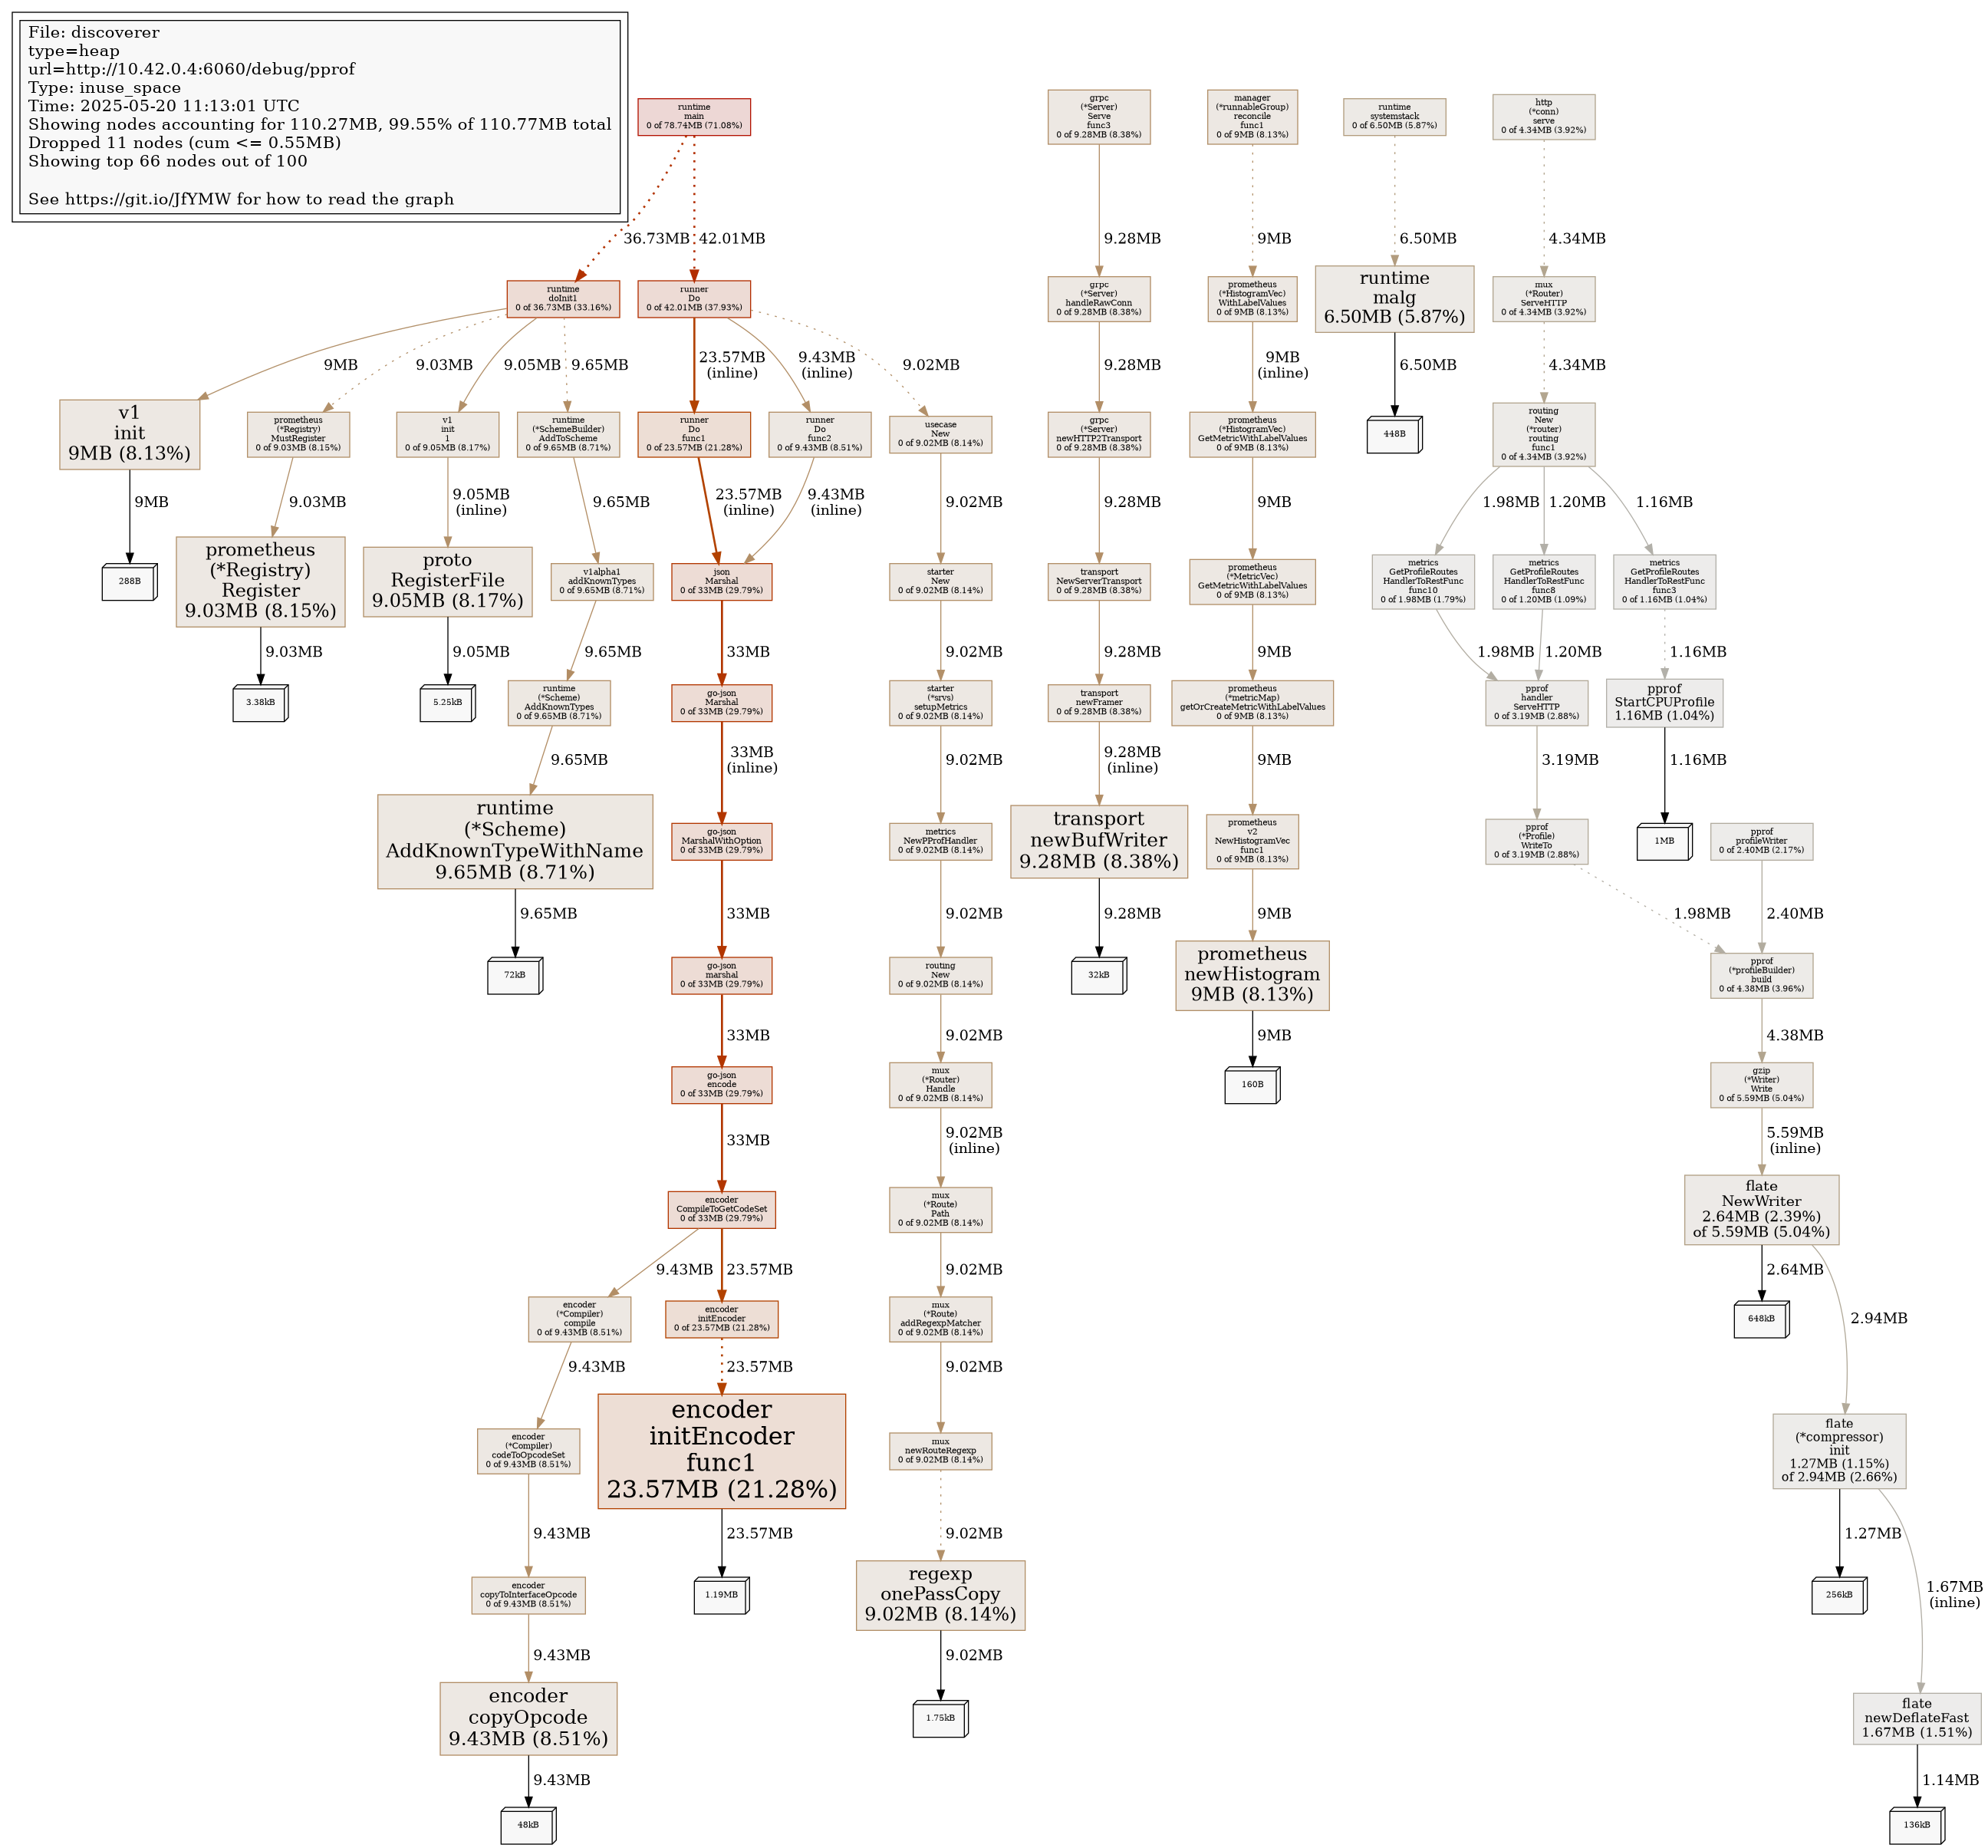 File: discoverer
type=heap
url=http://10.42.0.4:6060/debug/pprof
Type: inuse_space
Time: 2025-05-20 11:13:01 UTC
Showing nodes accounting for 110.27MB, 99.55% of 110.77MB total
Dropped 11 nodes (cum <= 0.55MB)
Showing top 66 nodes out of 100
See https://git.io/JfYMW for how to read the graph
runtime
main
0 of 78.74MB (71.08%)
grpc
(*Server)
Serve
func3
0 of 9.28MB (8.38%)
manager
(*runnableGroup)
reconcile
func1
0 of 9MB (8.13%)
runtime
systemstack
0 of 6.50MB (5.87%)
http
(*conn)
serve
0 of 4.34MB (3.92%)
36.73MB
42.01MB
9.28MB
9MB
6.50MB
4.34MB
runtime
doInit1
0 of 36.73MB (33.16%)
runner
Do
0 of 42.01MB (37.93%)
grpc
(*Server)
handleRawConn
0 of 9.28MB (8.38%)
prometheus
(*HistogramVec)
WithLabelValues
0 of 9MB (8.13%)
runtime
malg
6.50MB (5.87%)
mux
(*Router)
ServeHTTP
0 of 4.34MB (3.92%)
9MB
9.03MB
9.05MB
9.65MB
23.57MB
(inline)
9.43MB
(inline)
9.02MB
9.28MB
9MB
(inline)
6.50MB
4.34MB
v1
init
9MB (8.13%)
prometheus
(*Registry)
MustRegister
0 of 9.03MB (8.15%)
v1
init
1
0 of 9.05MB (8.17%)
runtime
(*SchemeBuilder)
AddToScheme
0 of 9.65MB (8.71%)
runner
Do
func1
0 of 23.57MB (21.28%)
runner
Do
func2
0 of 9.43MB (8.51%)
usecase
New
0 of 9.02MB (8.14%)
grpc
(*Server)
newHTTP2Transport
0 of 9.28MB (8.38%)
prometheus
(*HistogramVec)
GetMetricWithLabelValues
0 of 9MB (8.13%)
448B
routing
New
(*router)
routing
func1
0 of 4.34MB (3.92%)
9MB
9.03MB
9.05MB
(inline)
9.65MB
23.57MB
(inline)
9.43MB
(inline)
9.02MB
9.28MB
9MB
1.98MB
1.20MB
1.16MB
288B
prometheus
(*Registry)
Register
9.03MB (8.15%)
proto
RegisterFile
9.05MB (8.17%)
v1alpha1
addKnownTypes
0 of 9.65MB (8.71%)
json
Marshal
0 of 33MB (29.79%)
starter
New
0 of 9.02MB (8.14%)
transport
NewServerTransport
0 of 9.28MB (8.38%)
prometheus
(*MetricVec)
GetMetricWithLabelValues
0 of 9MB (8.13%)
metrics
GetProfileRoutes
HandlerToRestFunc
func10
0 of 1.98MB (1.79%)
metrics
GetProfileRoutes
HandlerToRestFunc
func8
0 of 1.20MB (1.09%)
metrics
GetProfileRoutes
HandlerToRestFunc
func3
0 of 1.16MB (1.04%)
9.03MB
9.05MB
9.65MB
33MB
9.02MB
9.28MB
9MB
1.98MB
1.20MB
1.16MB
3.38kB
5.25kB
runtime
(*Scheme)
AddKnownTypes
0 of 9.65MB (8.71%)
go-json
Marshal
0 of 33MB (29.79%)
starter
(*srvs)
setupMetrics
0 of 9.02MB (8.14%)
transport
newFramer
0 of 9.28MB (8.38%)
prometheus
(*metricMap)
getOrCreateMetricWithLabelValues
0 of 9MB (8.13%)
pprof
handler
ServeHTTP
0 of 3.19MB (2.88%)
pprof
StartCPUProfile
1.16MB (1.04%)
9.65MB
33MB
(inline)
9.02MB
9.28MB
(inline)
9MB
3.19MB
1.16MB
runtime
(*Scheme)
AddKnownTypeWithName
9.65MB (8.71%)
go-json
MarshalWithOption
0 of 33MB (29.79%)
metrics
NewPProfHandler
0 of 9.02MB (8.14%)
transport
newBufWriter
9.28MB (8.38%)
prometheus
v2
NewHistogramVec
func1
0 of 9MB (8.13%)
pprof
(*Profile)
WriteTo
0 of 3.19MB (2.88%)
1MB
pprof
profileWriter
0 of 2.40MB (2.17%)
9.65MB
33MB
9.02MB
9.28MB
9MB
1.98MB
2.40MB
72kB
go-json
marshal
0 of 33MB (29.79%)
routing
New
0 of 9.02MB (8.14%)
32kB
prometheus
newHistogram
9MB (8.13%)
pprof
(*profileBuilder)
build
0 of 4.38MB (3.96%)
33MB
9.02MB
9MB
4.38MB
go-json
encode
0 of 33MB (29.79%)
mux
(*Router)
Handle
0 of 9.02MB (8.14%)
160B
gzip
(*Writer)
Write
0 of 5.59MB (5.04%)
33MB
9.02MB
(inline)
5.59MB
(inline)
encoder
CompileToGetCodeSet
0 of 33MB (29.79%)
mux
(*Route)
Path
0 of 9.02MB (8.14%)
flate
NewWriter
2.64MB (2.39%)
of 5.59MB (5.04%)
9.43MB
23.57MB
9.02MB
2.64MB
2.94MB
encoder
(*Compiler)
compile
0 of 9.43MB (8.51%)
encoder
initEncoder
0 of 23.57MB (21.28%)
mux
(*Route)
addRegexpMatcher
0 of 9.02MB (8.14%)
648kB
9.43MB
23.57MB
9.02MB
encoder
(*Compiler)
codeToOpcodeSet
0 of 9.43MB (8.51%)
encoder
initEncoder
func1
23.57MB (21.28%)
mux
newRouteRegexp
0 of 9.02MB (8.14%)
flate
(*compressor)
init
1.27MB (1.15%)
of 2.94MB (2.66%)
9.43MB
23.57MB
9.02MB
1.27MB
1.67MB
(inline)
encoder
copyToInterfaceOpcode
0 of 9.43MB (8.51%)
1.19MB
regexp
onePassCopy
9.02MB (8.14%)
256kB
9.43MB
9.02MB
encoder
copyOpcode
9.43MB (8.51%)
1.75kB
flate
newDeflateFast
1.67MB (1.51%)
9.43MB
1.14MB
48kB
136kB